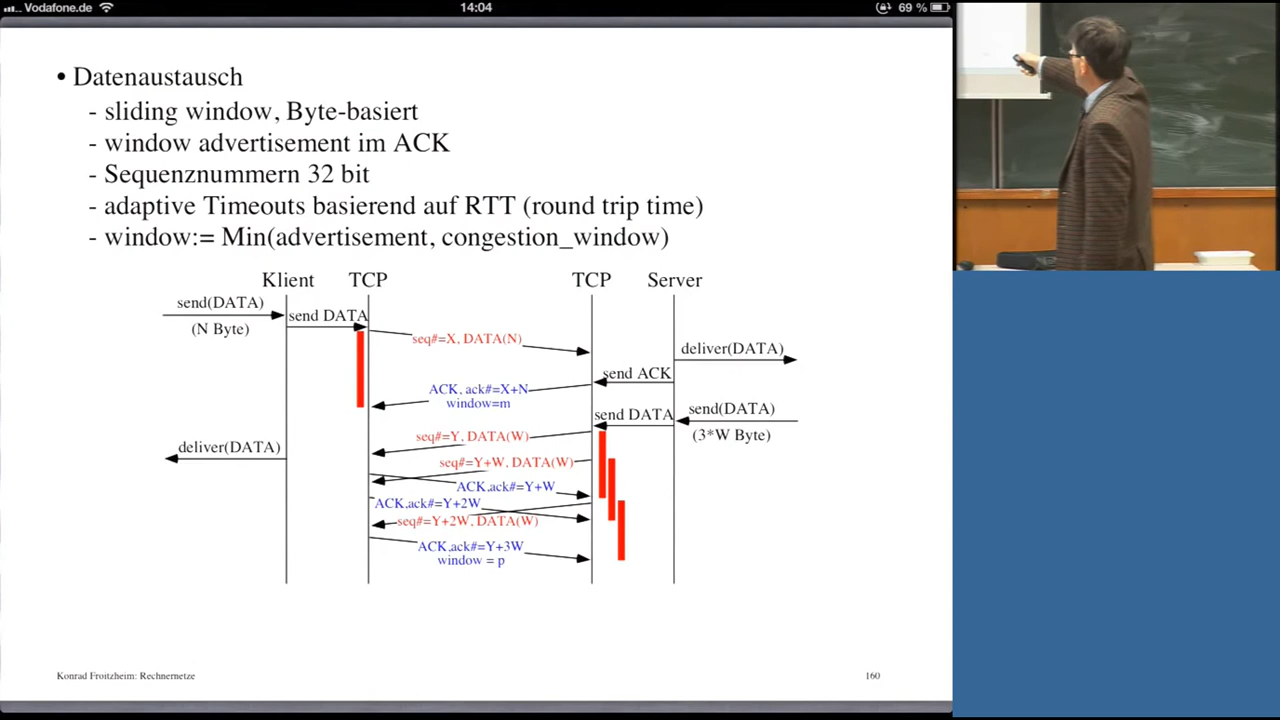 Vodafone.de 14:04 69 %
• Datenaustausch
- sliding window, Byte-basiert
- window advertisement im ACK
- Sequenznummern 32 bit
- adaptive Timeouts basierend auf RTT (round trip time)
- window:= Min(advertisement, congestion_window)
Klient TCP TCP Server
send(DATA)
(N Byte)
send DATA
seq#=X, DATA(N)
deliver(DATA)
send ACK
ACK, ack#=X+N
window=m
send DATA
send(DATA)
(3*W Byte)
seq#=Y, DATA(W)
deliver(DATA)
seq#=Y+W, DATA(W)
ACK,ack#=Y+W
ACK,ack#=Y+2W
seq#=Y+2W, DATA(W)
ACK,ack#=Y+3W
window = p
Konrad Froitzheim: Rechnernetze 160